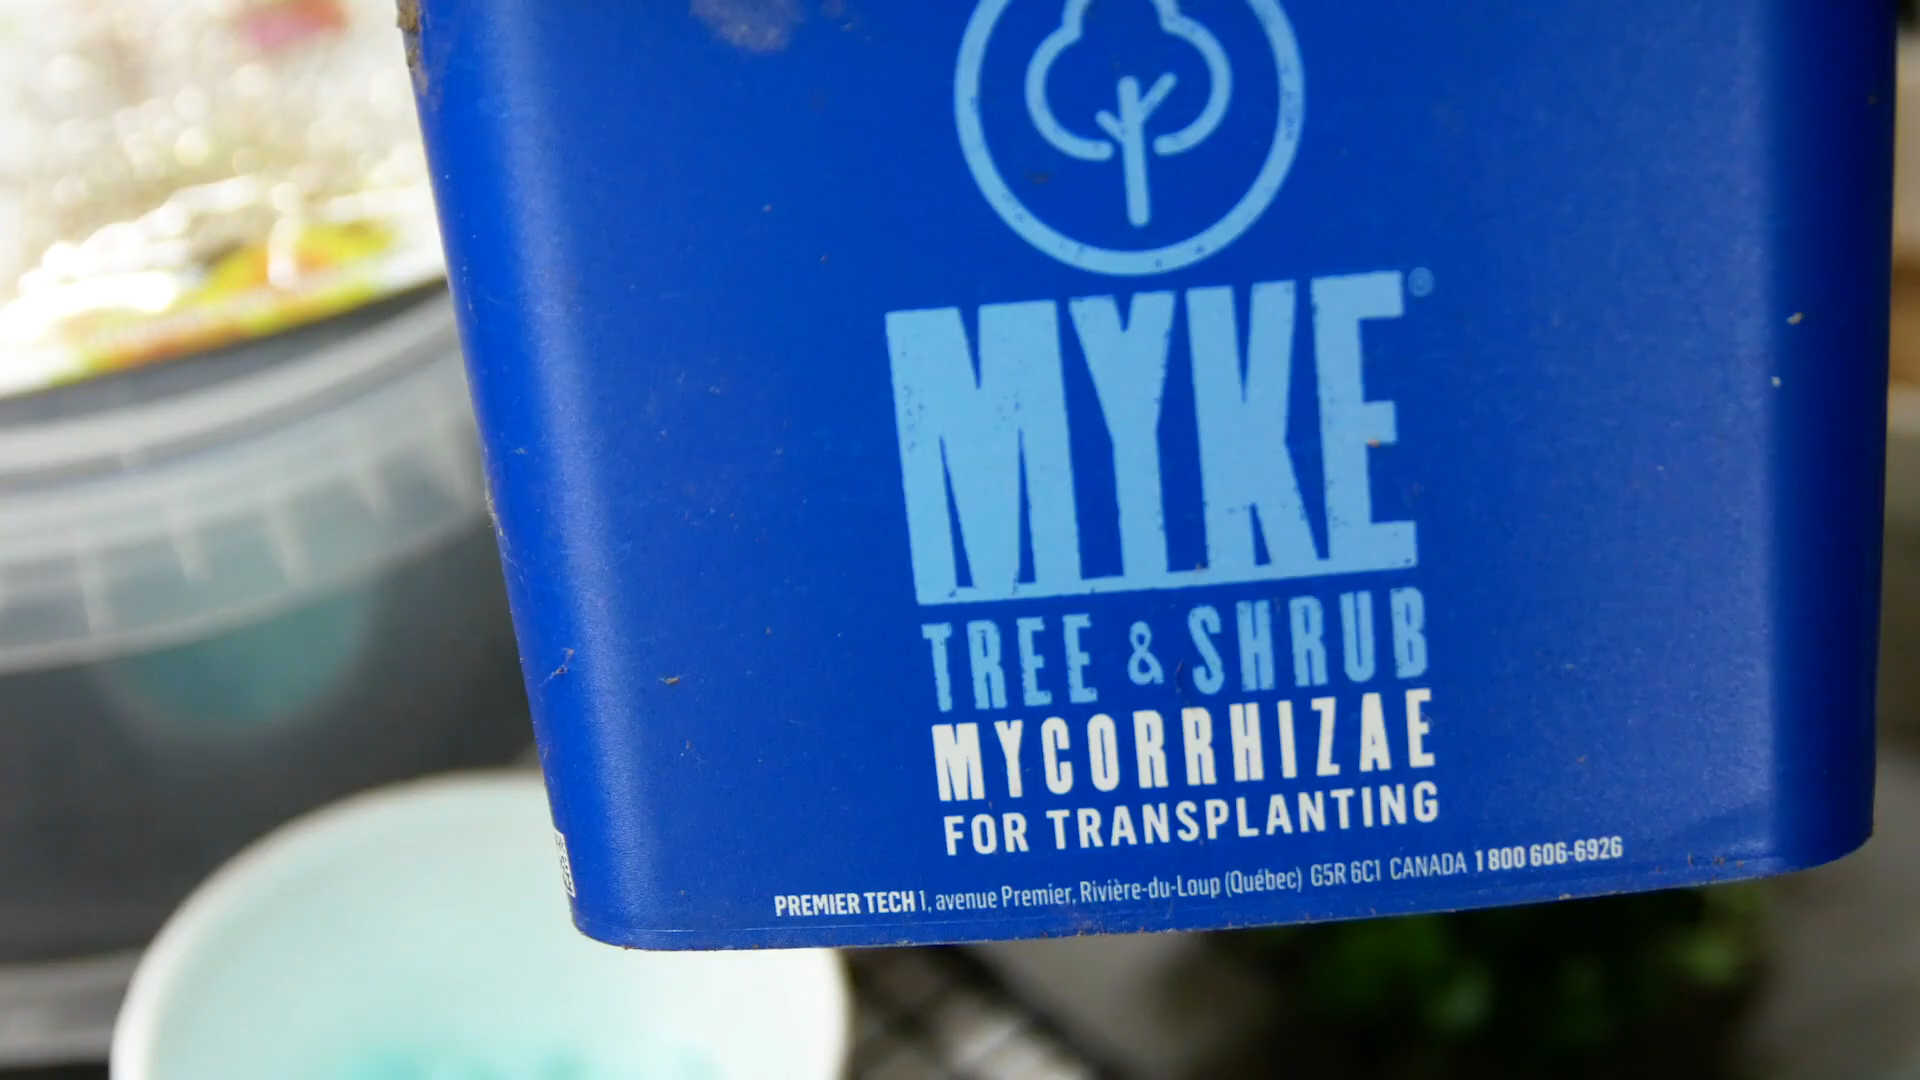 MYKE®
TREE & SHRUB
MYCORRHIZAE
FOR TRANSPLANTING
PREMIER TECH 1, avenue Premier, Rivière-du-Loup (Québec) G5R 6C1 CANADA 1 800 606-6926